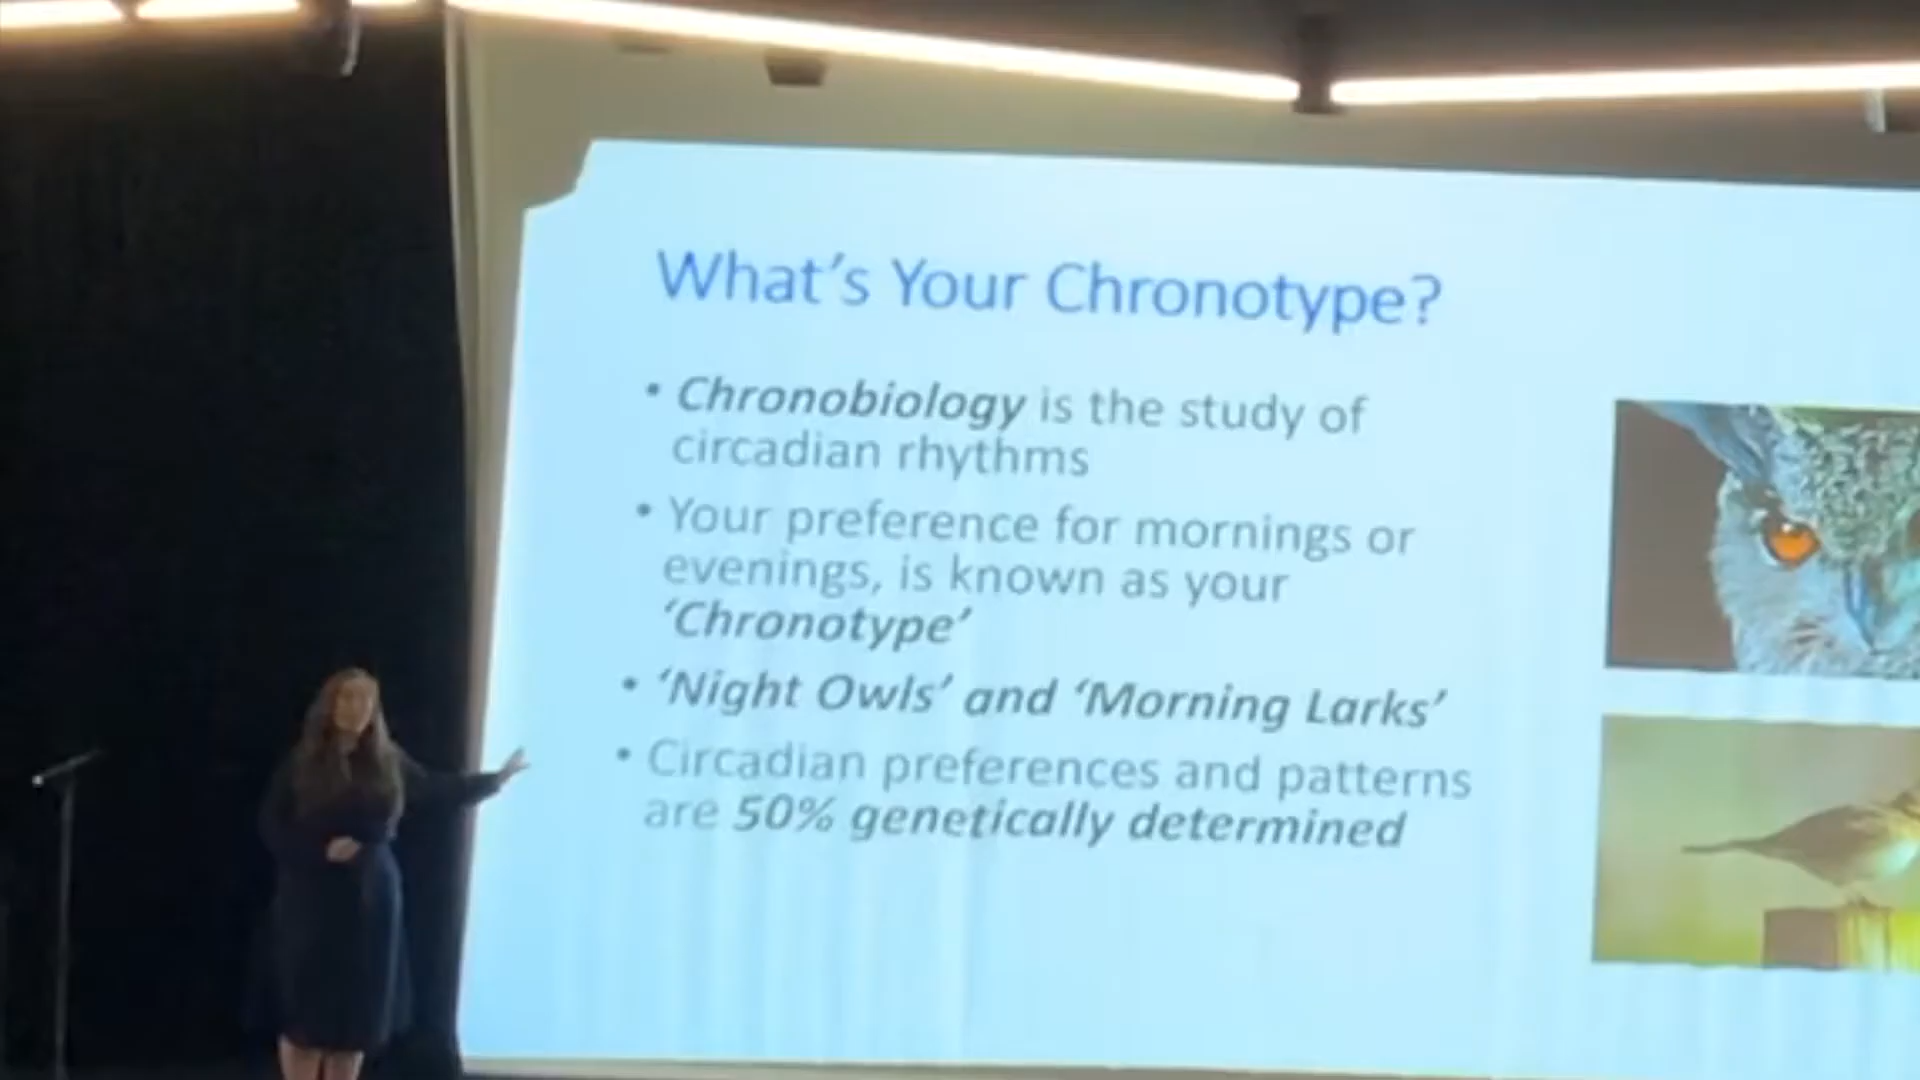 What’s Your Chronotype?
• Chronobiology is the study of
circadian rhythms
• Your preference for mornings or
evenings, is known as your
‘Chronotype’
• ‘Night Owls’ and ‘Morning Larks’
• Circadian preferences and patterns
are 50% genetically determined